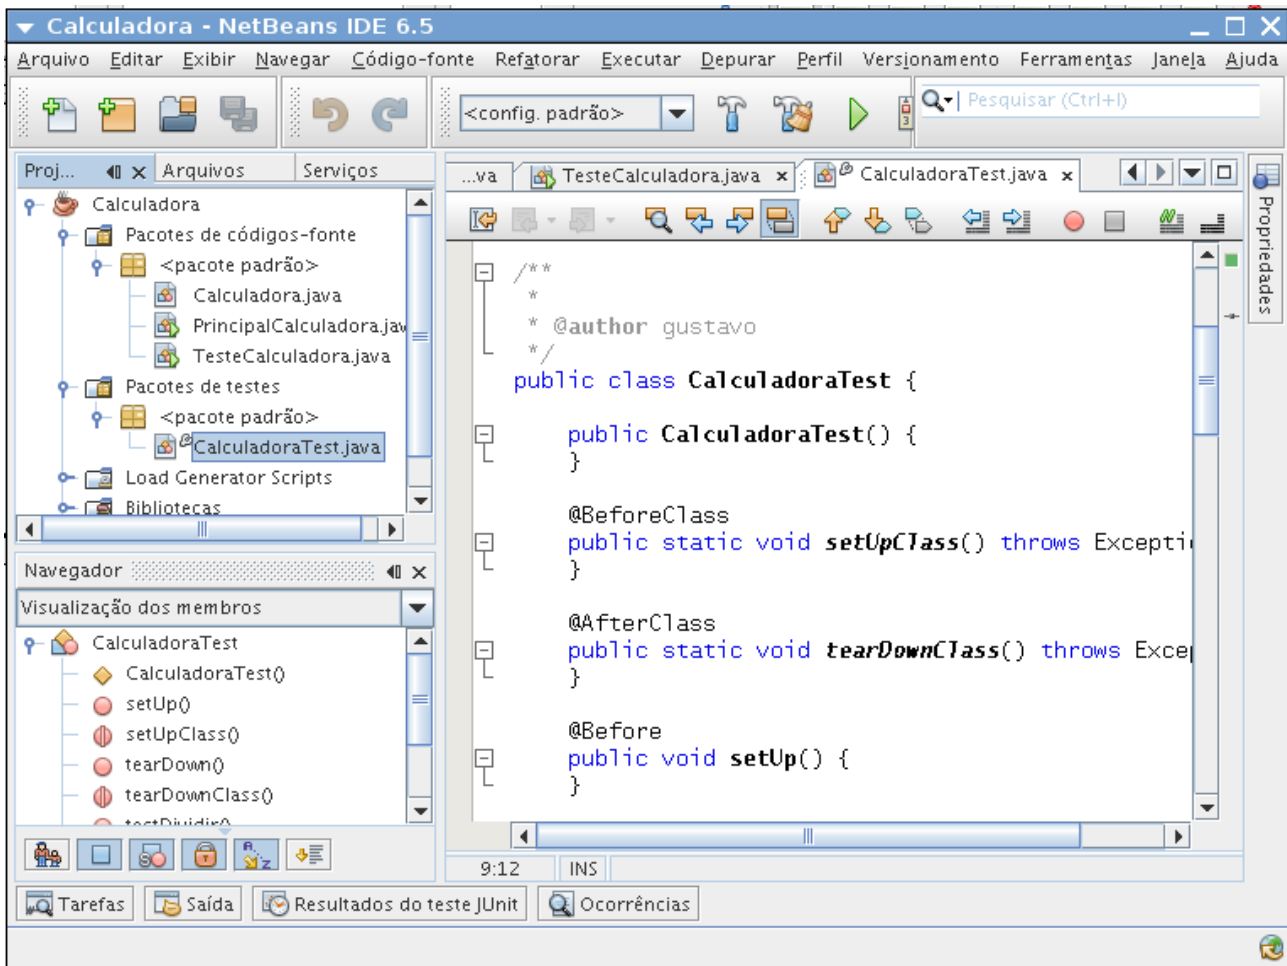 Calculadora - NetBeans IDE 6.5
Arquivo Editar Exibir Navegar Código-fonte Refatorar Executar Depurar Perfil Versionamento Ferramentas Janela Ajuda
<config. padrão>
Pesquisar (Ctrl+I)
Proj... Arquivos Serviços
...va TesteCalculadora.java CalculadoraTest.java
Calculadora
Pacotes de códigos-fonte
<pacote padrão>
Calculadora.java
PrincipalCalculadora.jav
TesteCalculadora.java
Pacotes de testes
<pacote padrão>
CalculadoraTest.java
Load Generator Scripts
Bibliotecas
Navegador
Visualização dos membros
CalculadoraTest
CalculadoraTest()
setUp()
setUpClass()
tearDown()
tearDownClass()
testDividir()
/**
*
* @author gustavo
*/
public class CalculadoraTest {
public CalculadoraTest() {
}
@BeforeClass
public static void setUpClass() throws Excepti
}
@AfterClass
public static void tearDownClass() throws Excep
}
@Before
public void setUp() {
}
9:12 INS
Propriedades
Tarefas Saída Resultados do teste JUnit Ocorrências